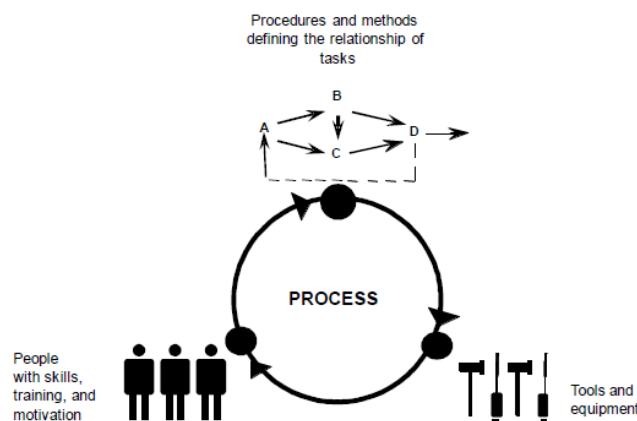 Procedures and methods
defining the relationship of
tasks
B
A
D
C
PROCESS
People
with skills,
training, and
motivation
Tools and
equipment